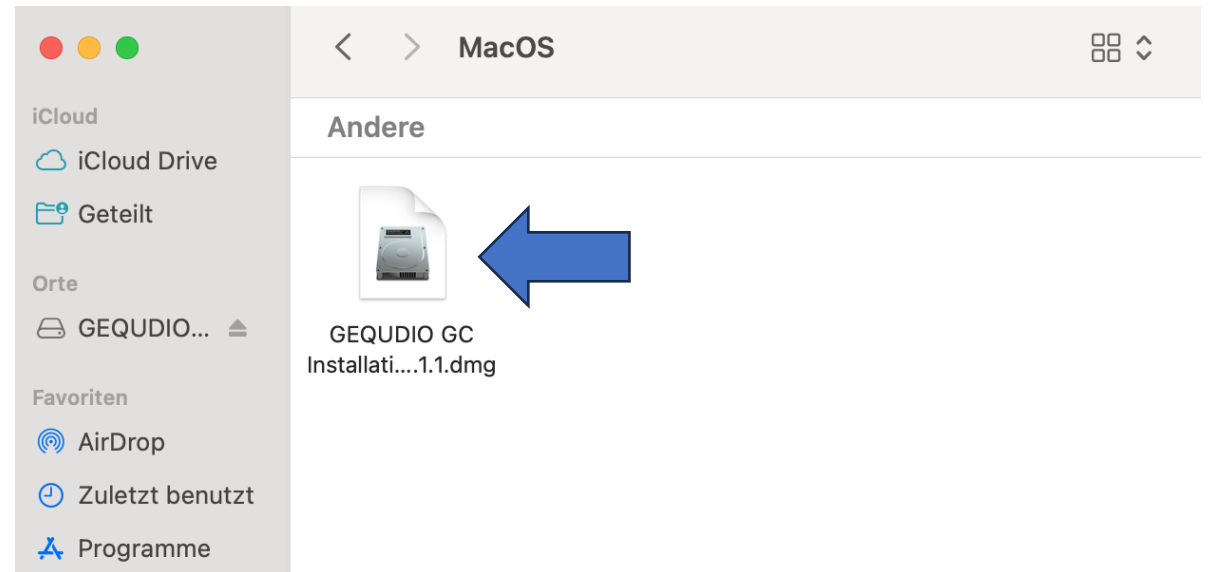 MacOS
iCloud
iCloud Drive
Geteilt
Orte
GEQUDIO...
Favoriten
AirDrop
Zuletzt benutzt
Programme
Andere
GEQUDIO GC
Installati....1.1.dmg